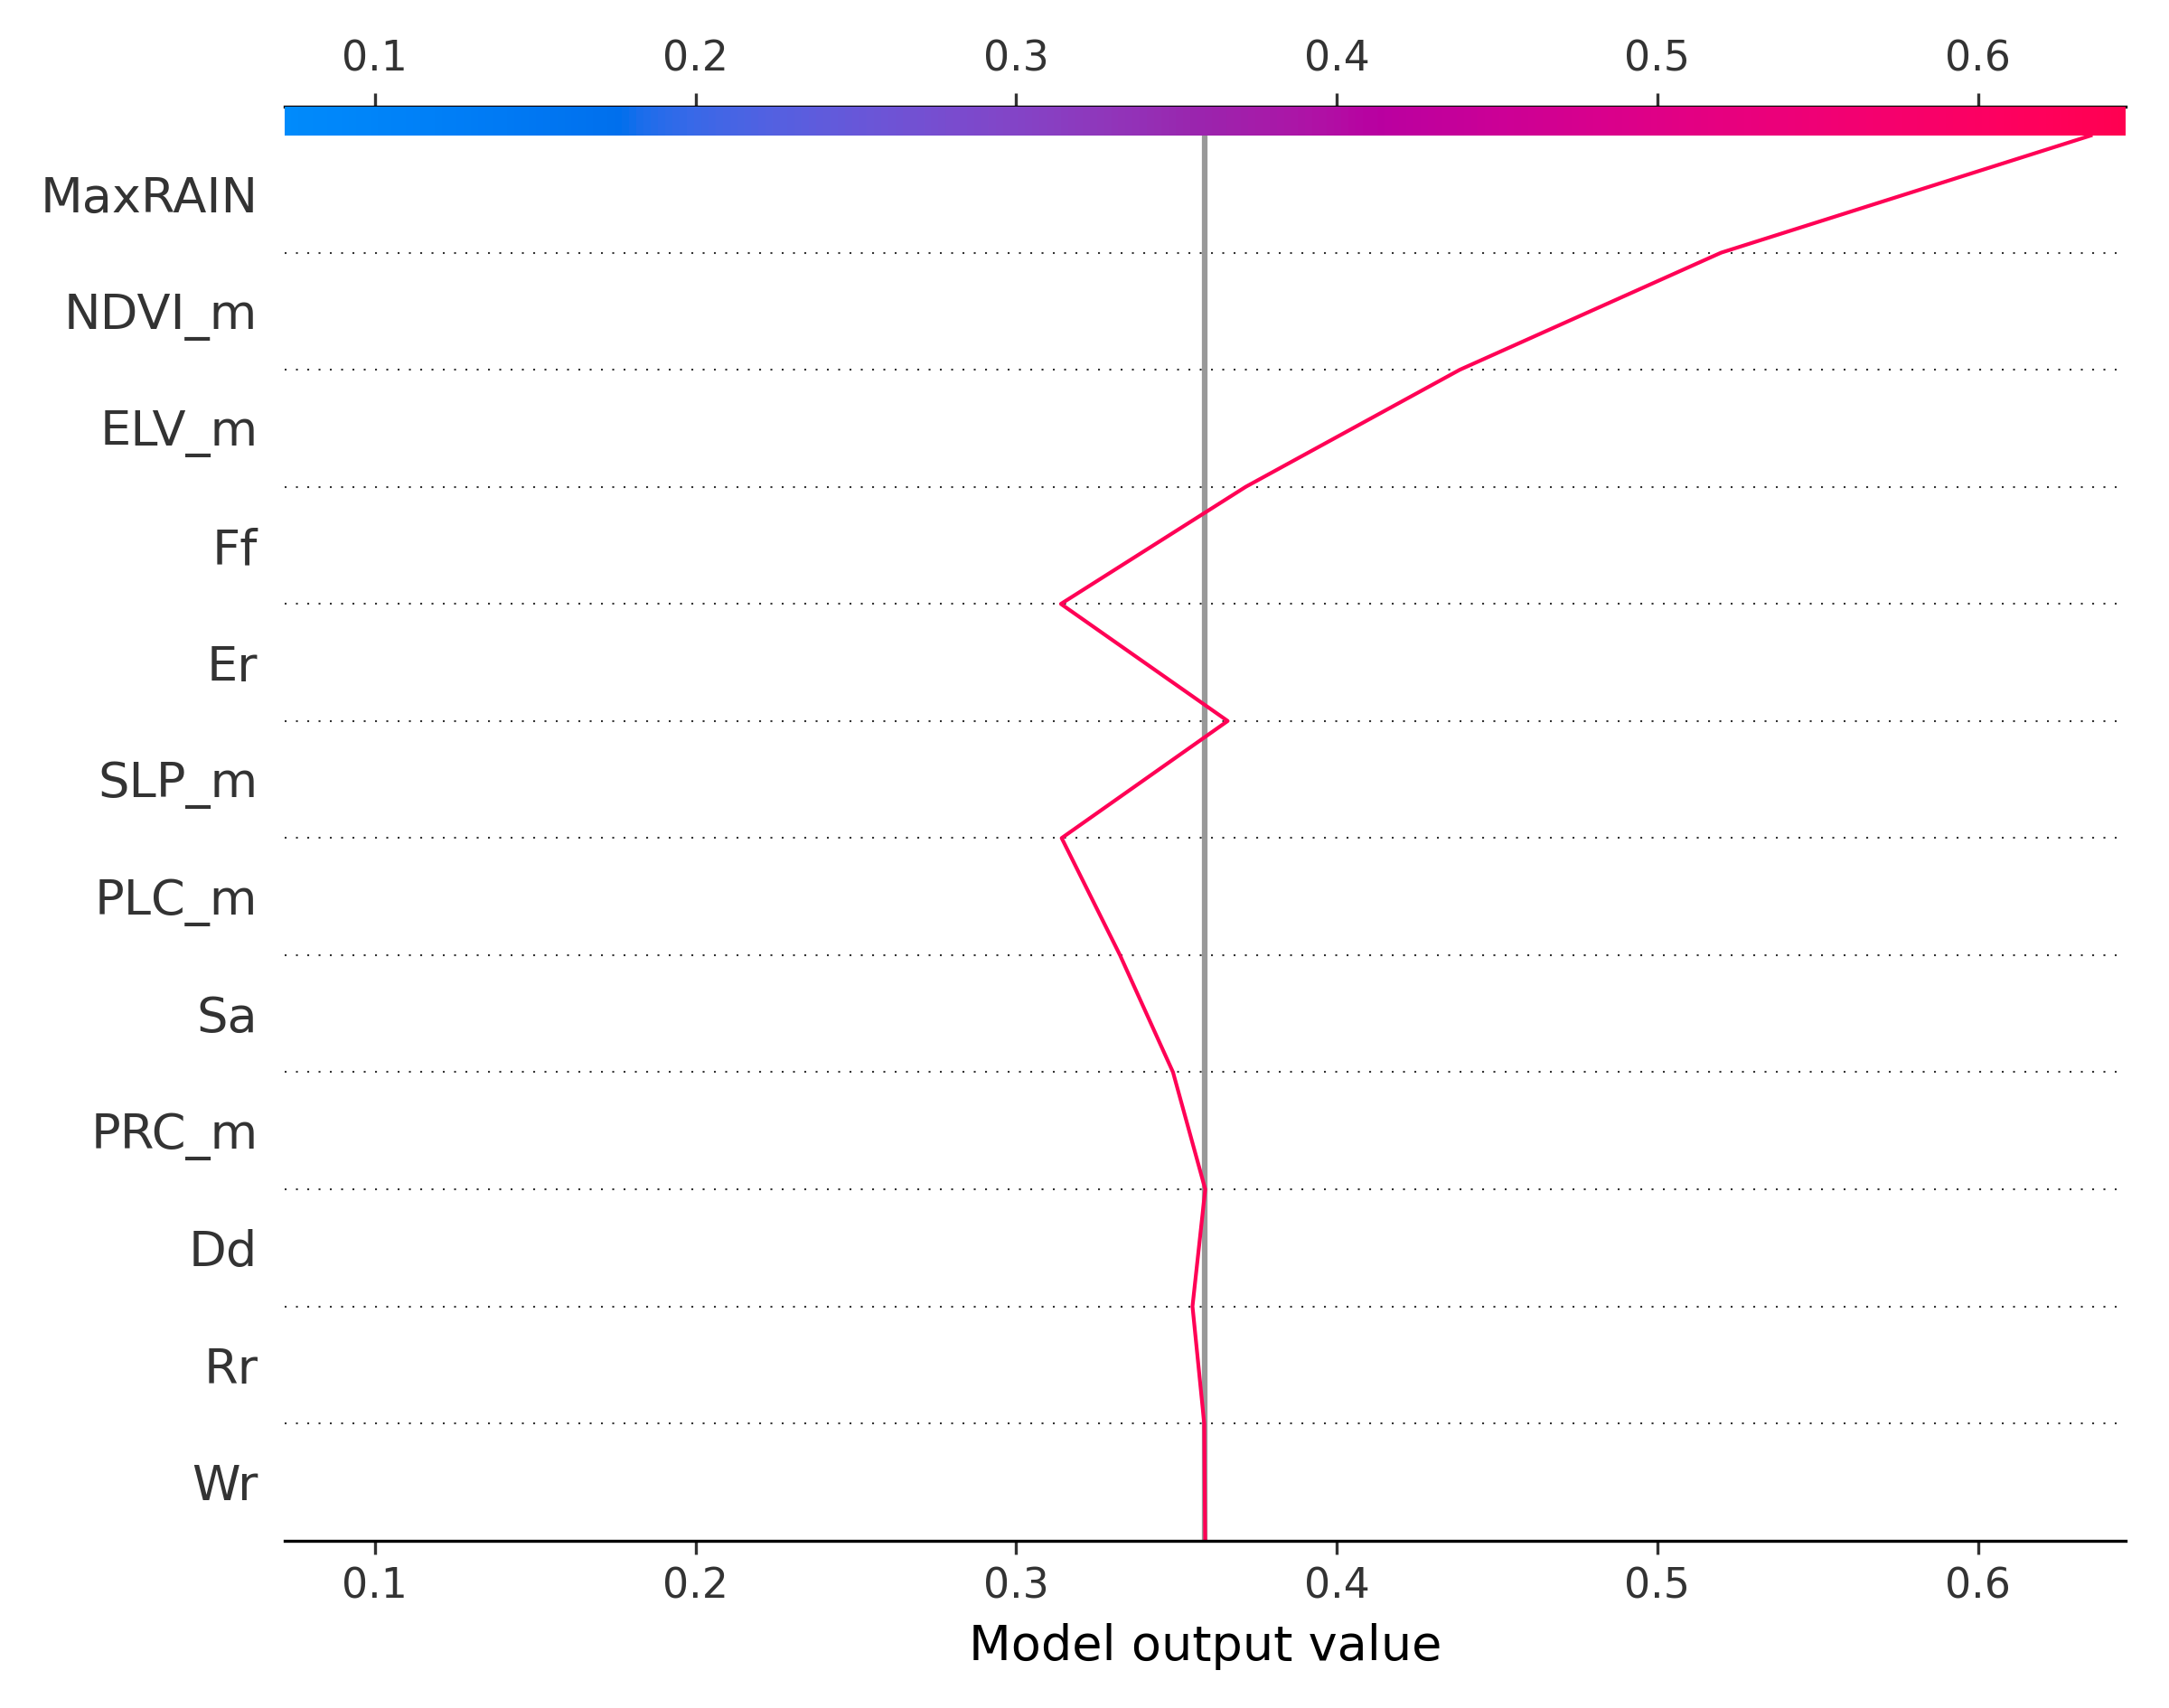 0.1 0.2 0.3 0.4 0.5 0.6
MaxRAIN
NDVI_m
ELV_m
Ff
Er
SLP_m
PLC_m
Sa
PRC_m
Dd
Rr
Wr
0.1 0.2 0.3 0.4 0.5 0.6
Model output value